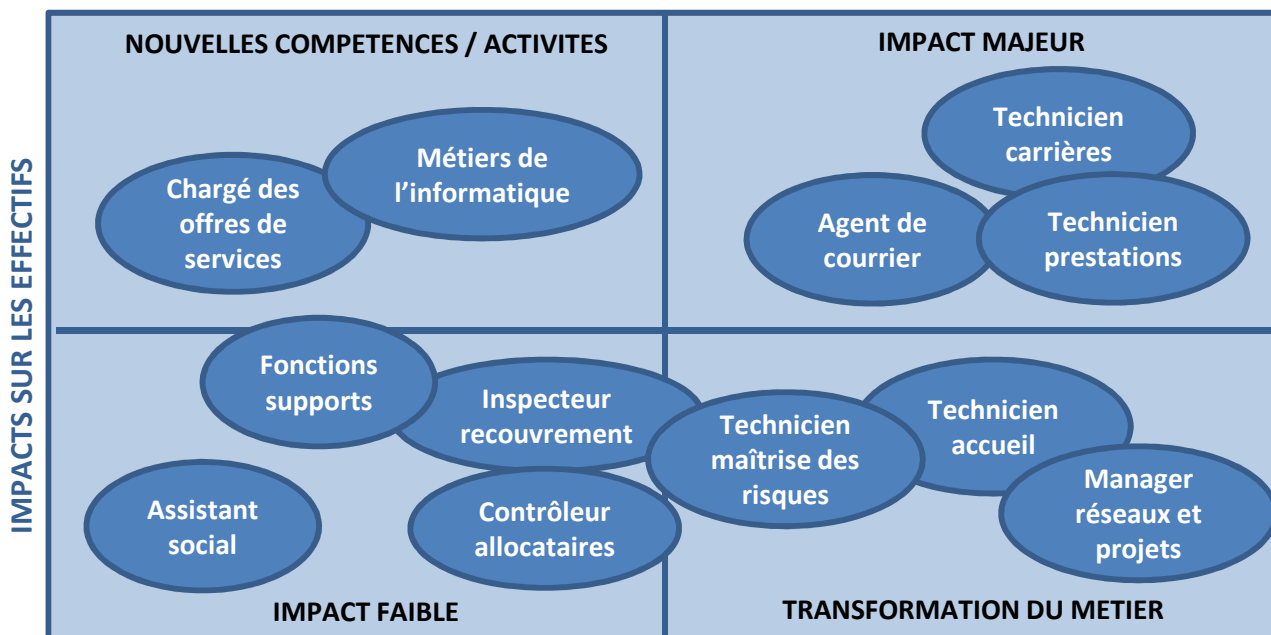 NOUVELLES COMPETENCES / ACTIVITES
IMPACT MAJEUR
IMPACTS SUR LES EFFECTIFS
Chargé des
offres de
services
Métiers de
l’informatique
Technicien
carrières
Agent de
courrier
Technicien
prestations
Fonctions
supports
Inspecteur
recouvrement
Assistant
social
Contrôleur
allocataires
Technicien
maîtrise des
risques
Technicien
accueil
Manager
réseaux et
projets
IMPACT FAIBLE
TRANSFORMATION DU METIER